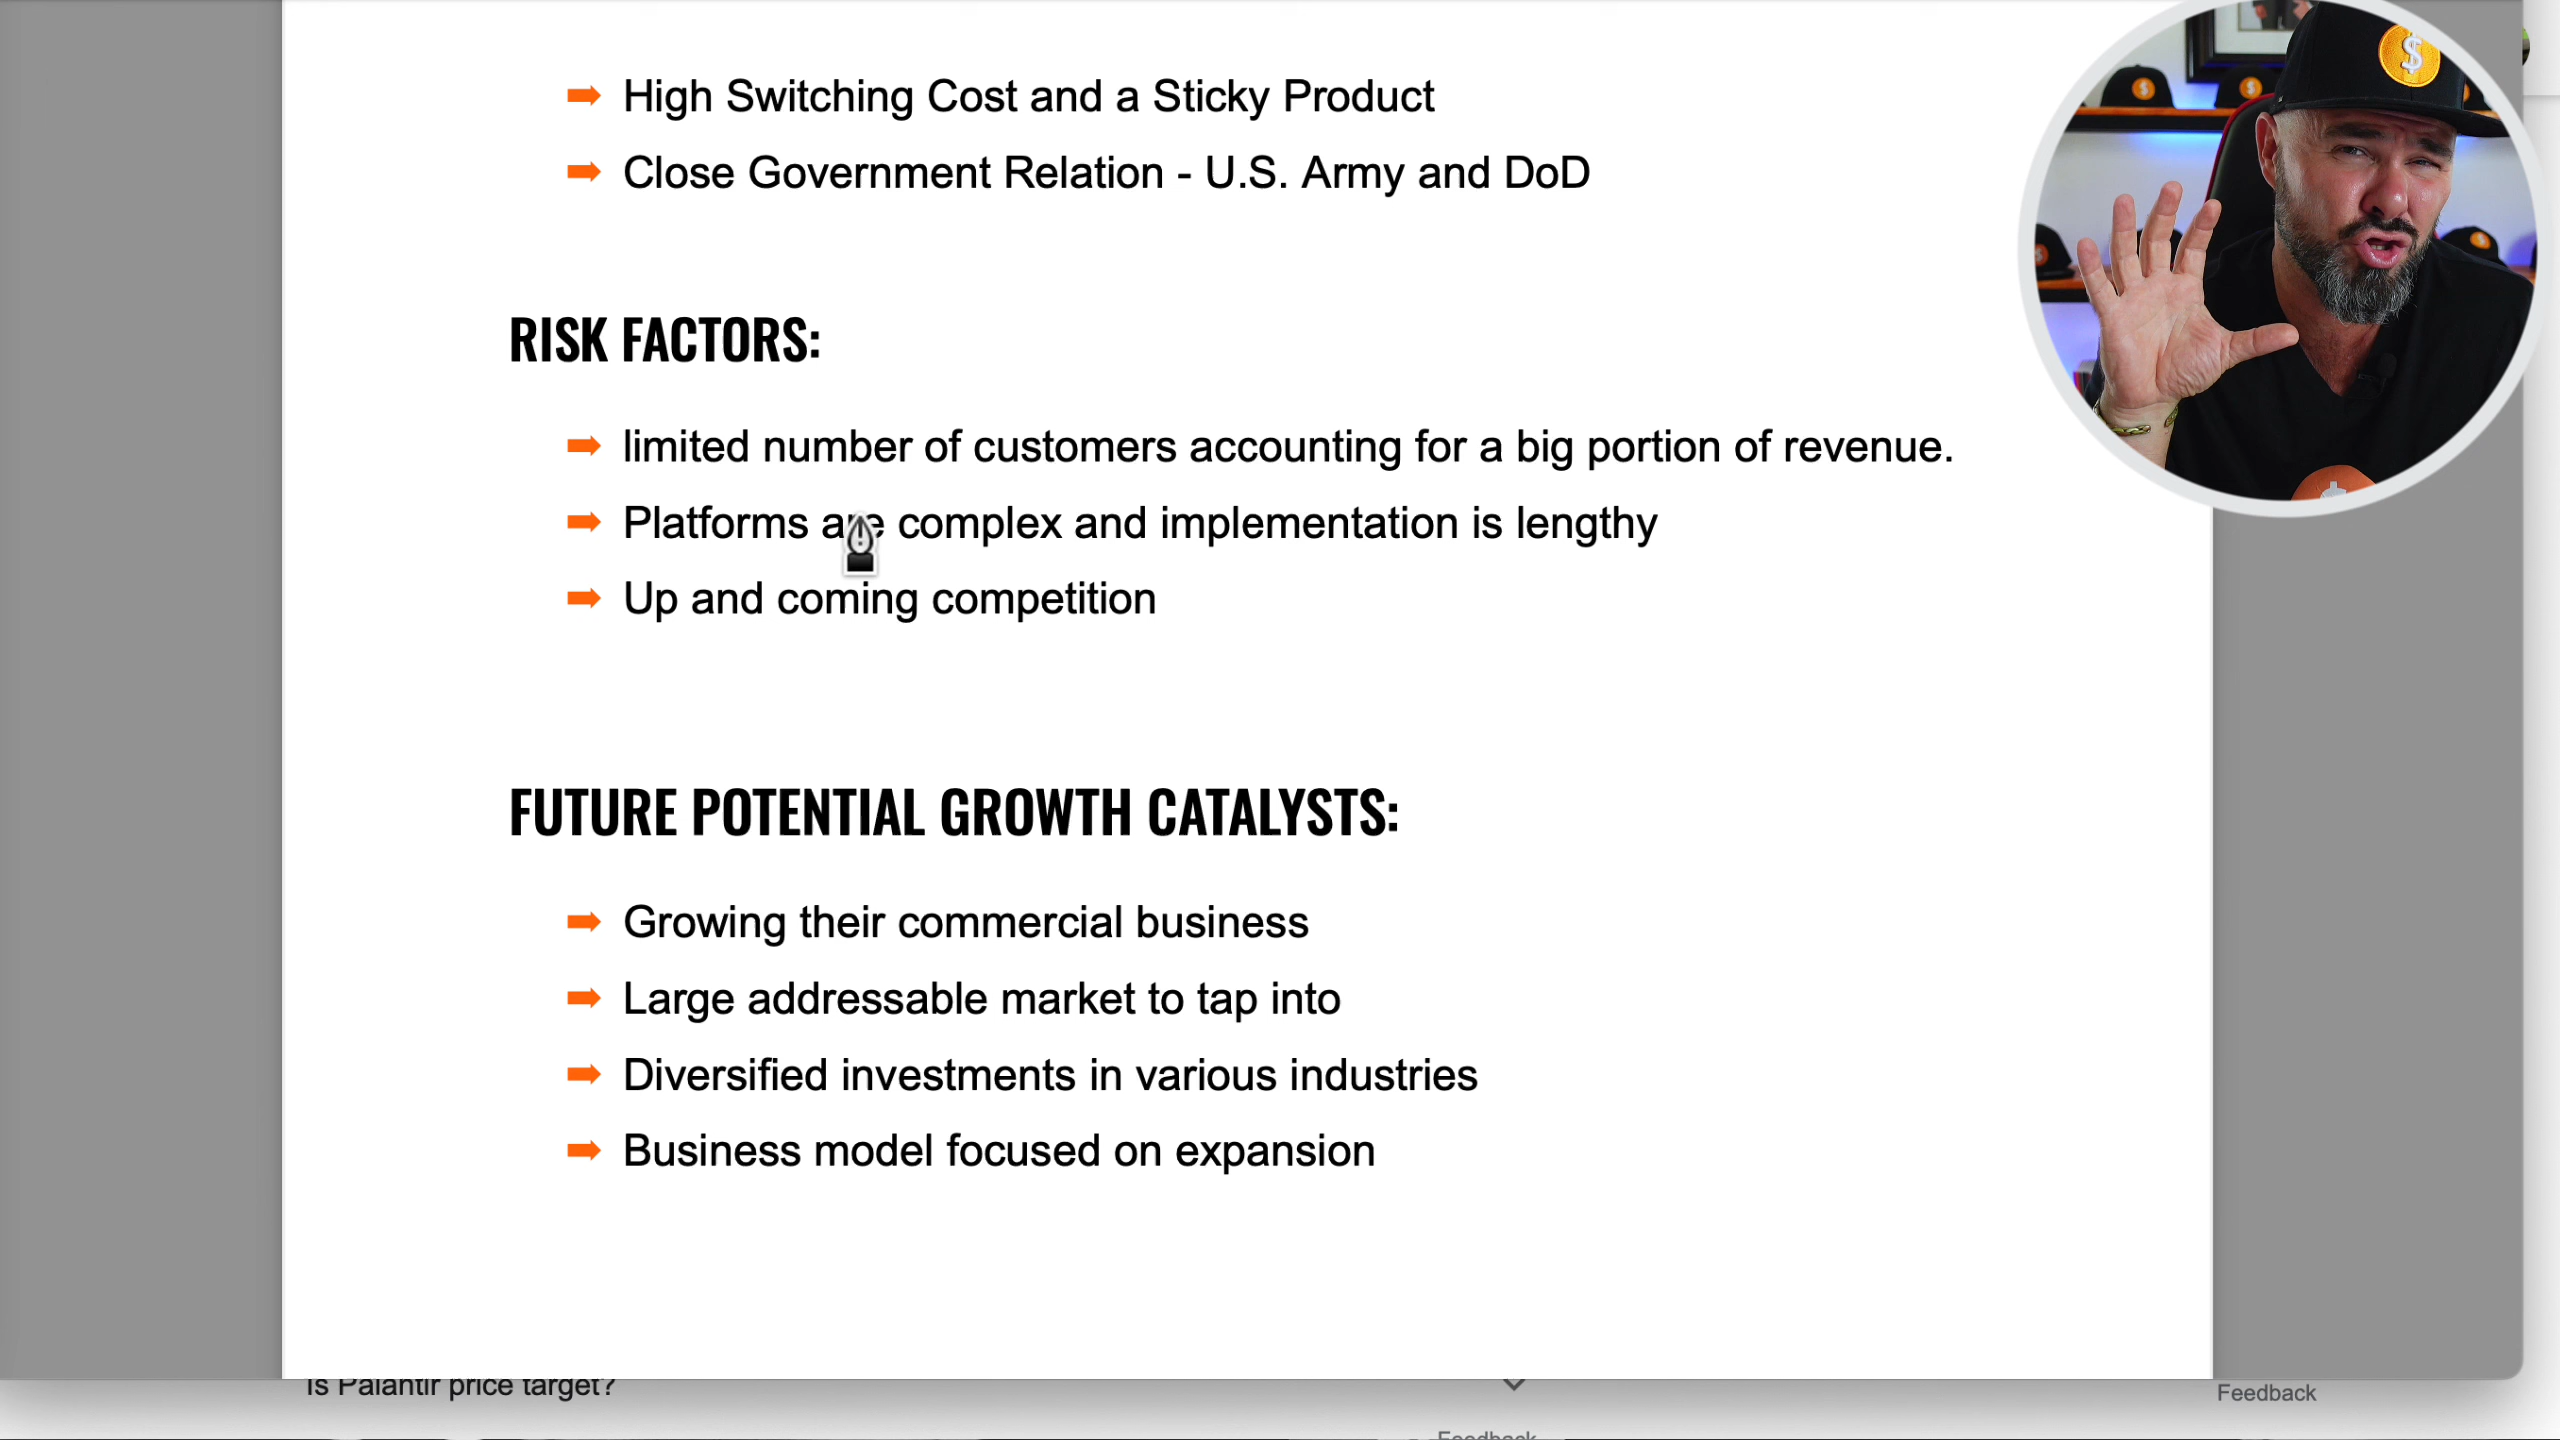 High Switching Cost and a Sticky Product
Close Government Relation - U.S. Army and DoD
RISK FACTORS:
limited number of customers accounting for a big portion of revenue.
Platforms are complex and implementation is lengthy
Up and coming competition
FUTURE POTENTIAL GROWTH CATALYSTS:
Growing their commercial business
Large addressable market to tap into
Diversified investments in various industries
Business model focused on expansion
Is Palantir price target?
Feedback
Feedback
$